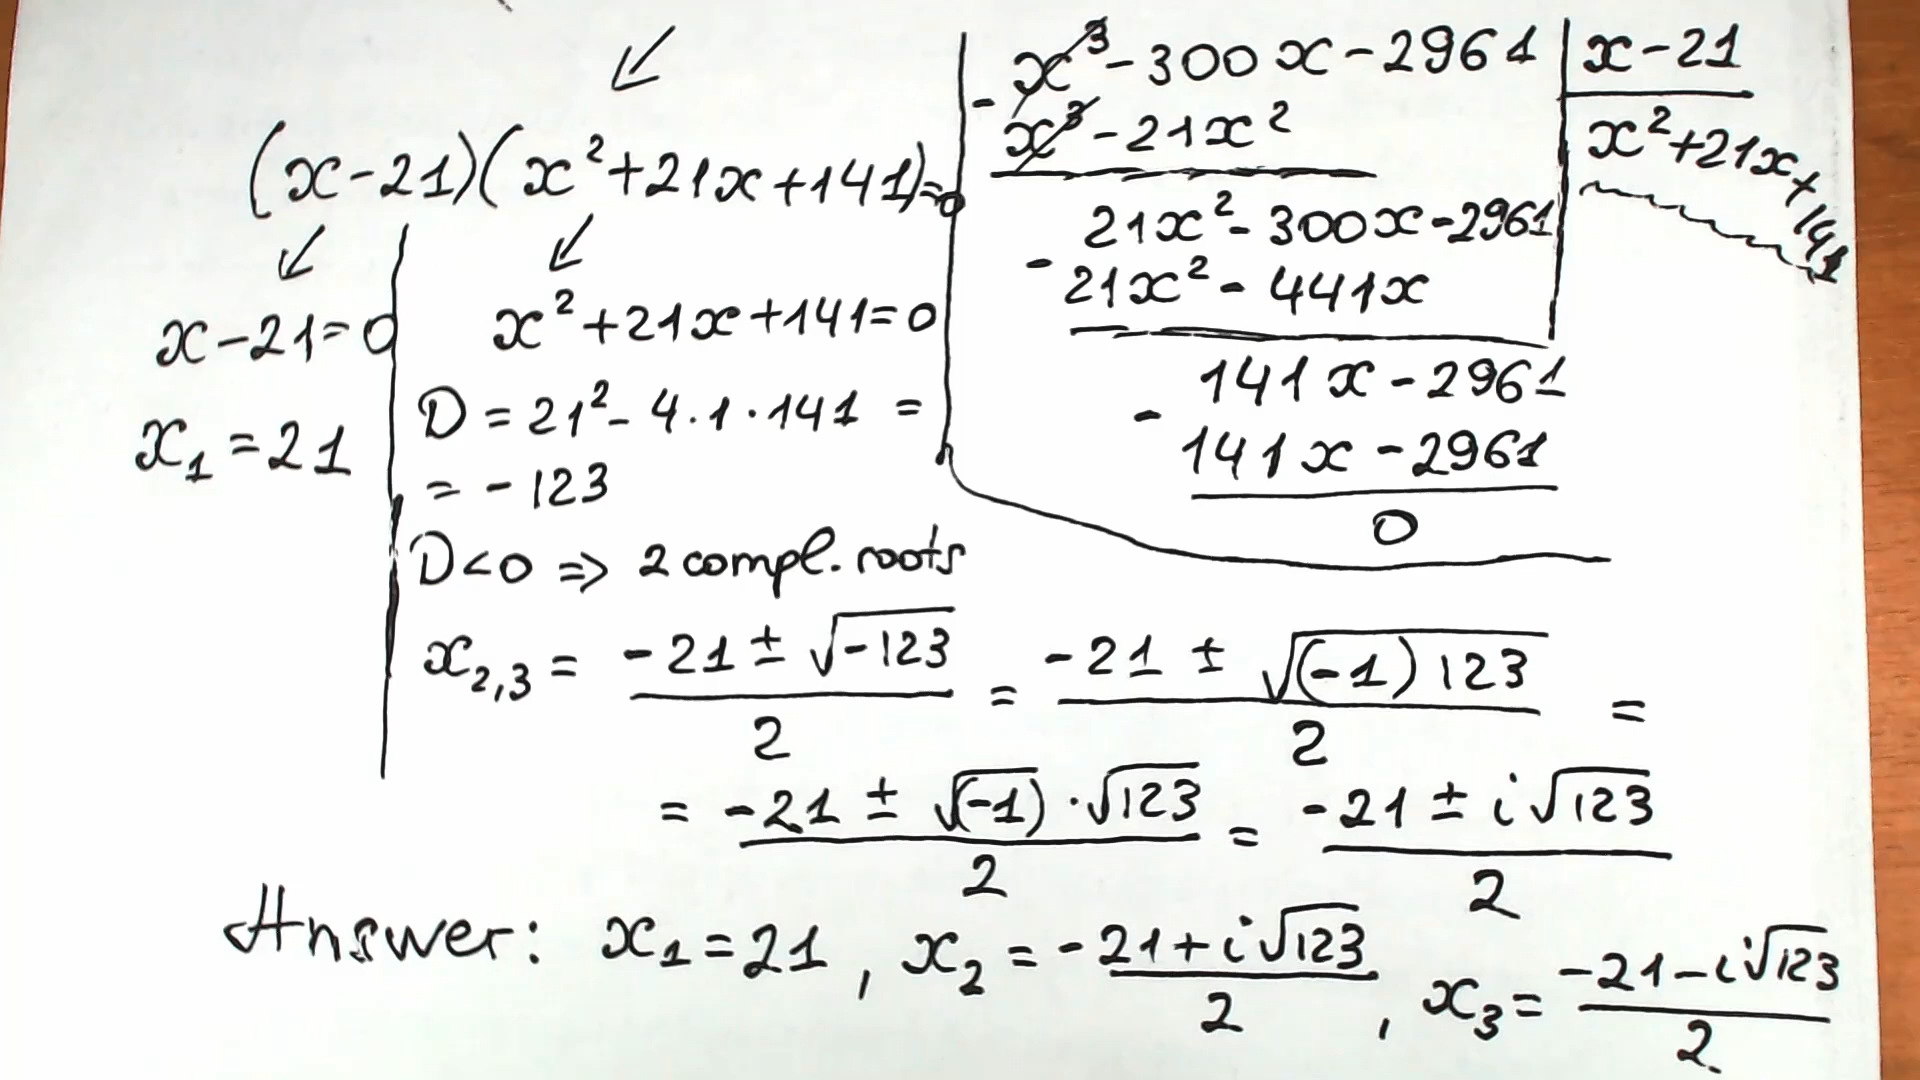 x³ - 300x - 2961 | x - 21
- x³ - 21x² | x² + 21x + 141
21x² - 300x - 2961
- 21x² - 441x
141x - 2961
- 141x - 2961
0
↙
(x - 21)(x² + 21x + 141) = 0
↙ ↙
x - 21 = 0
x₁ = 21
x² + 21x + 141 = 0
D = 21² - 4 · 1 · 141 =
= - 123
D < 0 ⇒ 2 compl. roots
x₂,₃ = (-21 ± √(-123))/2 = (-21 ± √((-1) 123))/2 =
= (-21 ± √(-1) · √123)/2 = (-21 ± i√123)/2
Answer: x₁ = 21, x₂ = (-21 + i√123)/2, x₃ = (-21 - i√123)/2